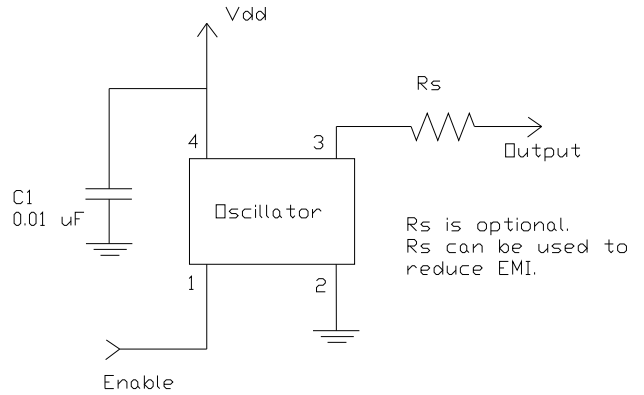 Vdd
Rs
4
3
Output
C1
0.01 uF
Oscillator
Rs is optional.
Rs can be used to
reduce EMI.
1
2
Enable